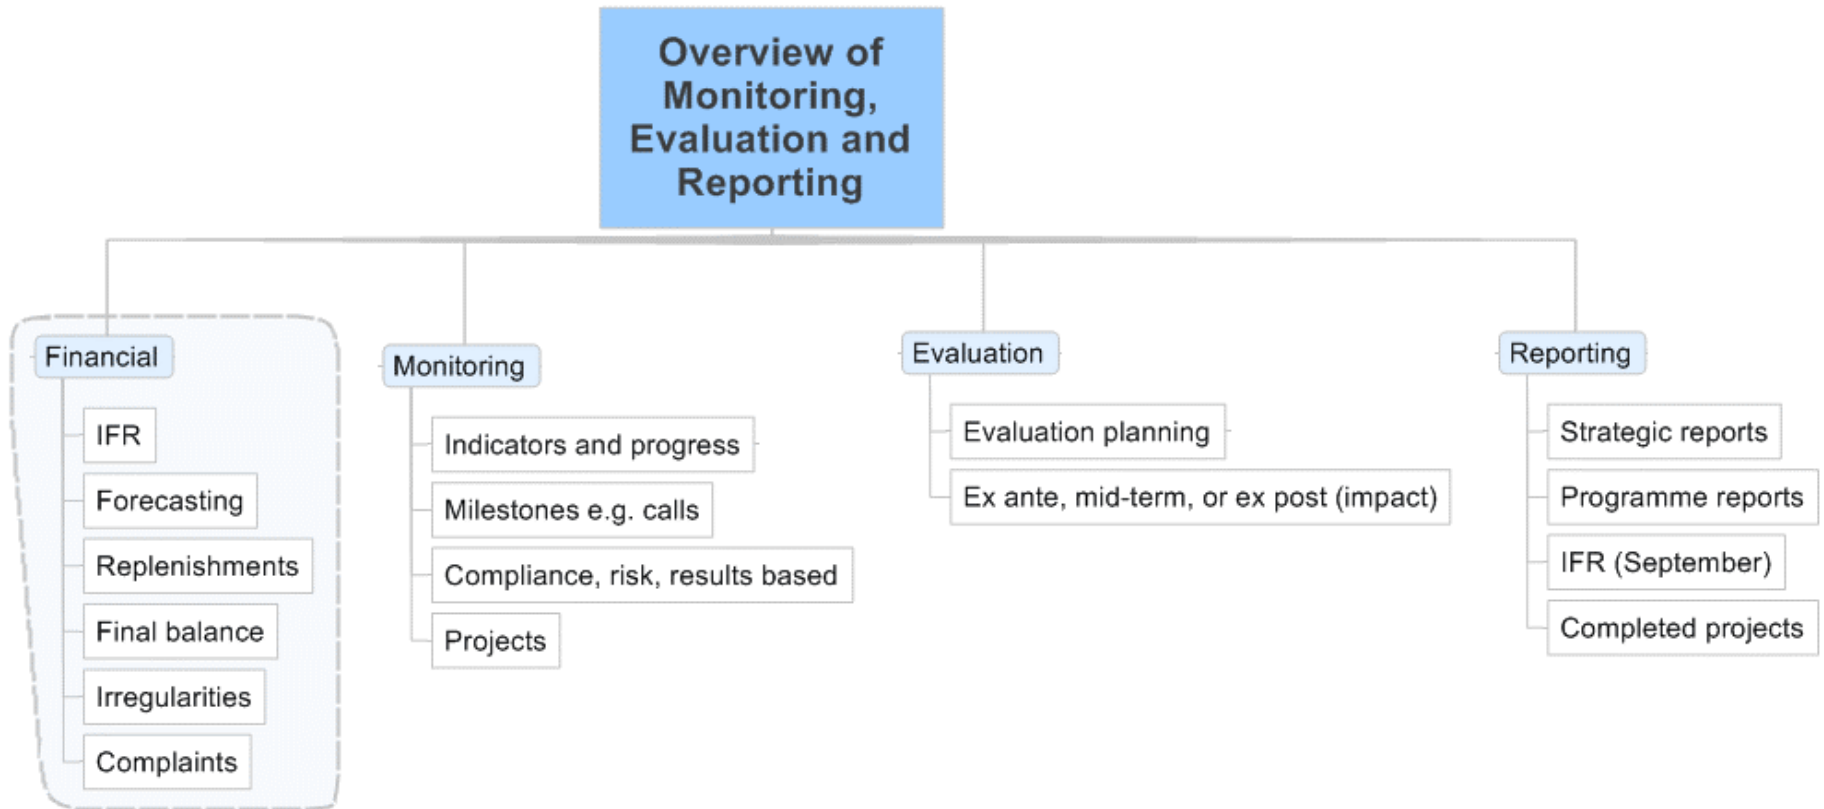 Overview of
Monitoring,
Evaluation and
Reporting
Financial
IFR
Forecasting
Replenishments
Final balance
Irregularities
Complaints
Monitoring
Indicators and progress
Milestones e.g. calls
Compliance, risk, results based
Projects
Evaluation
Evaluation planning
Ex ante, mid-term, or ex post (impact)
Reporting
Strategic reports
Programme reports
IFR (September)
Completed projects